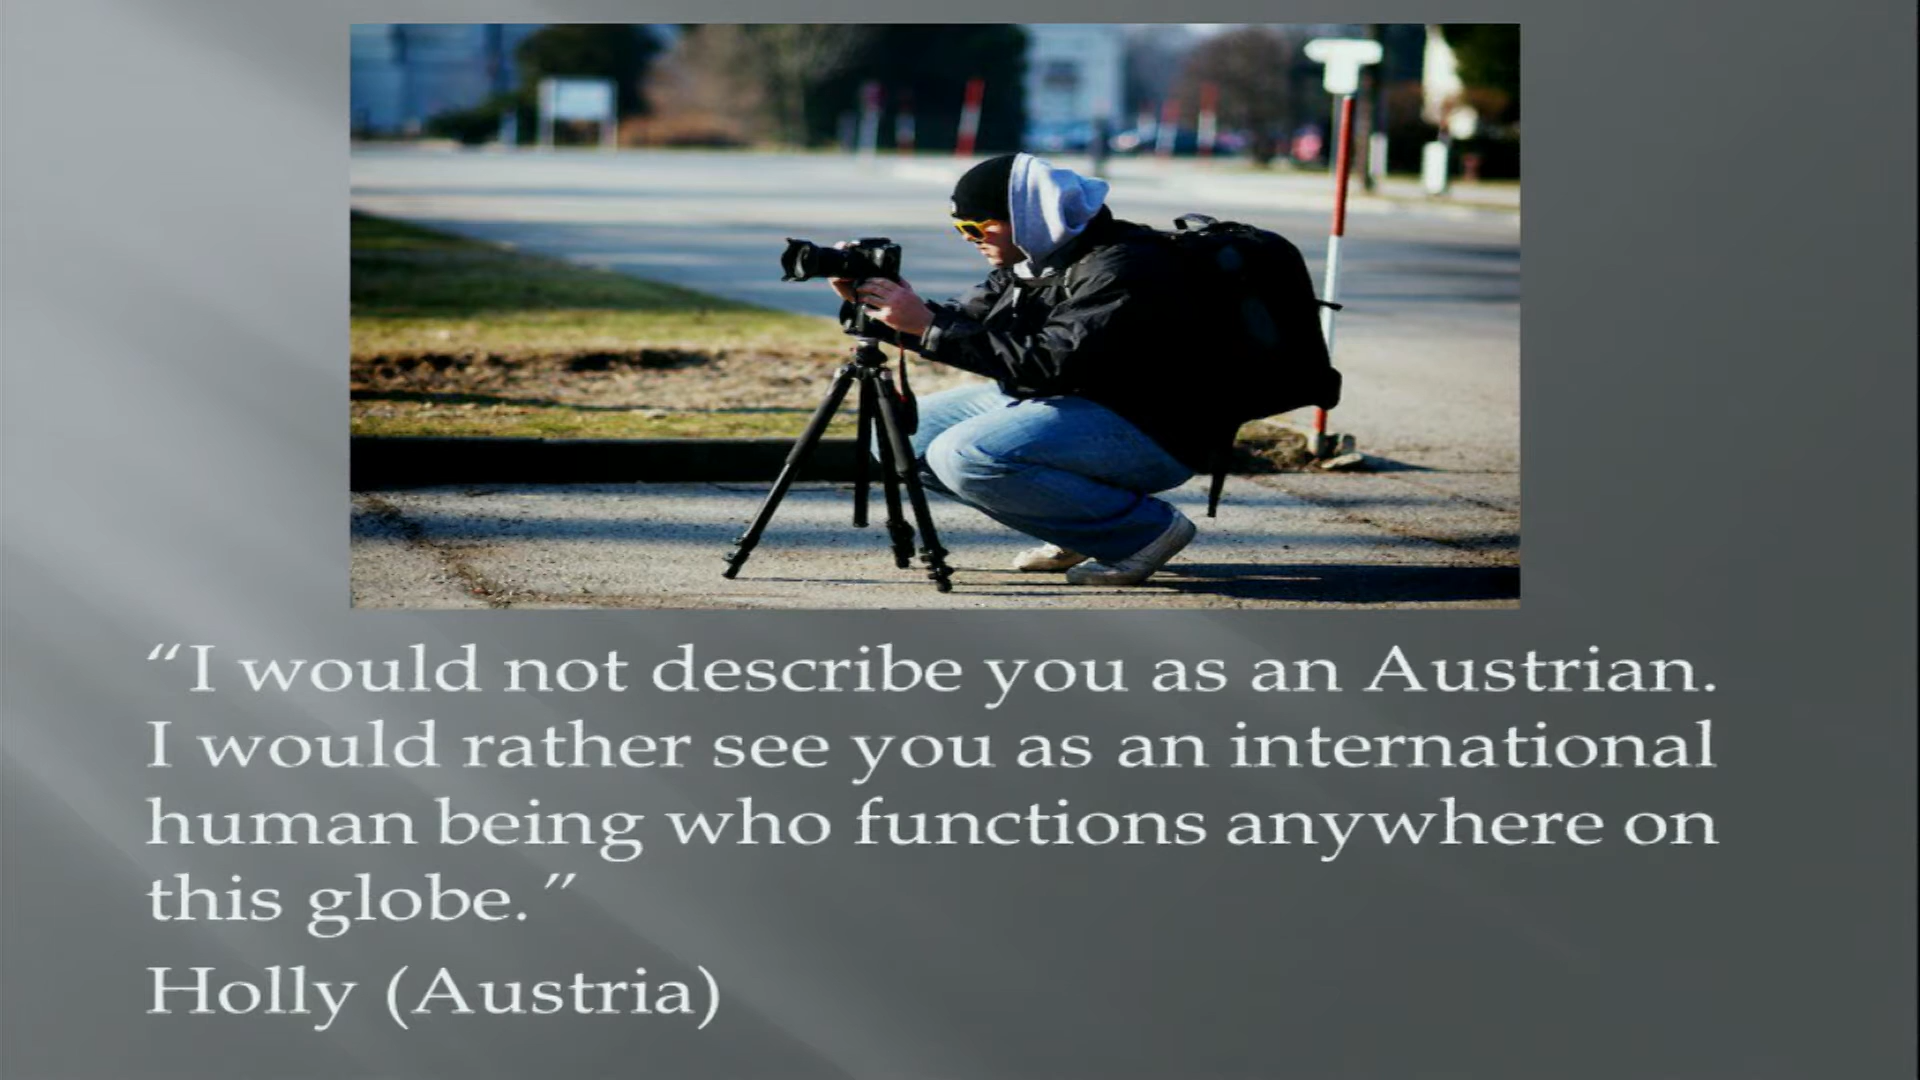 “I would not describe you as an Austrian.
I would rather see you as an international
human being who functions anywhere on
this globe.”
Holly (Austria)